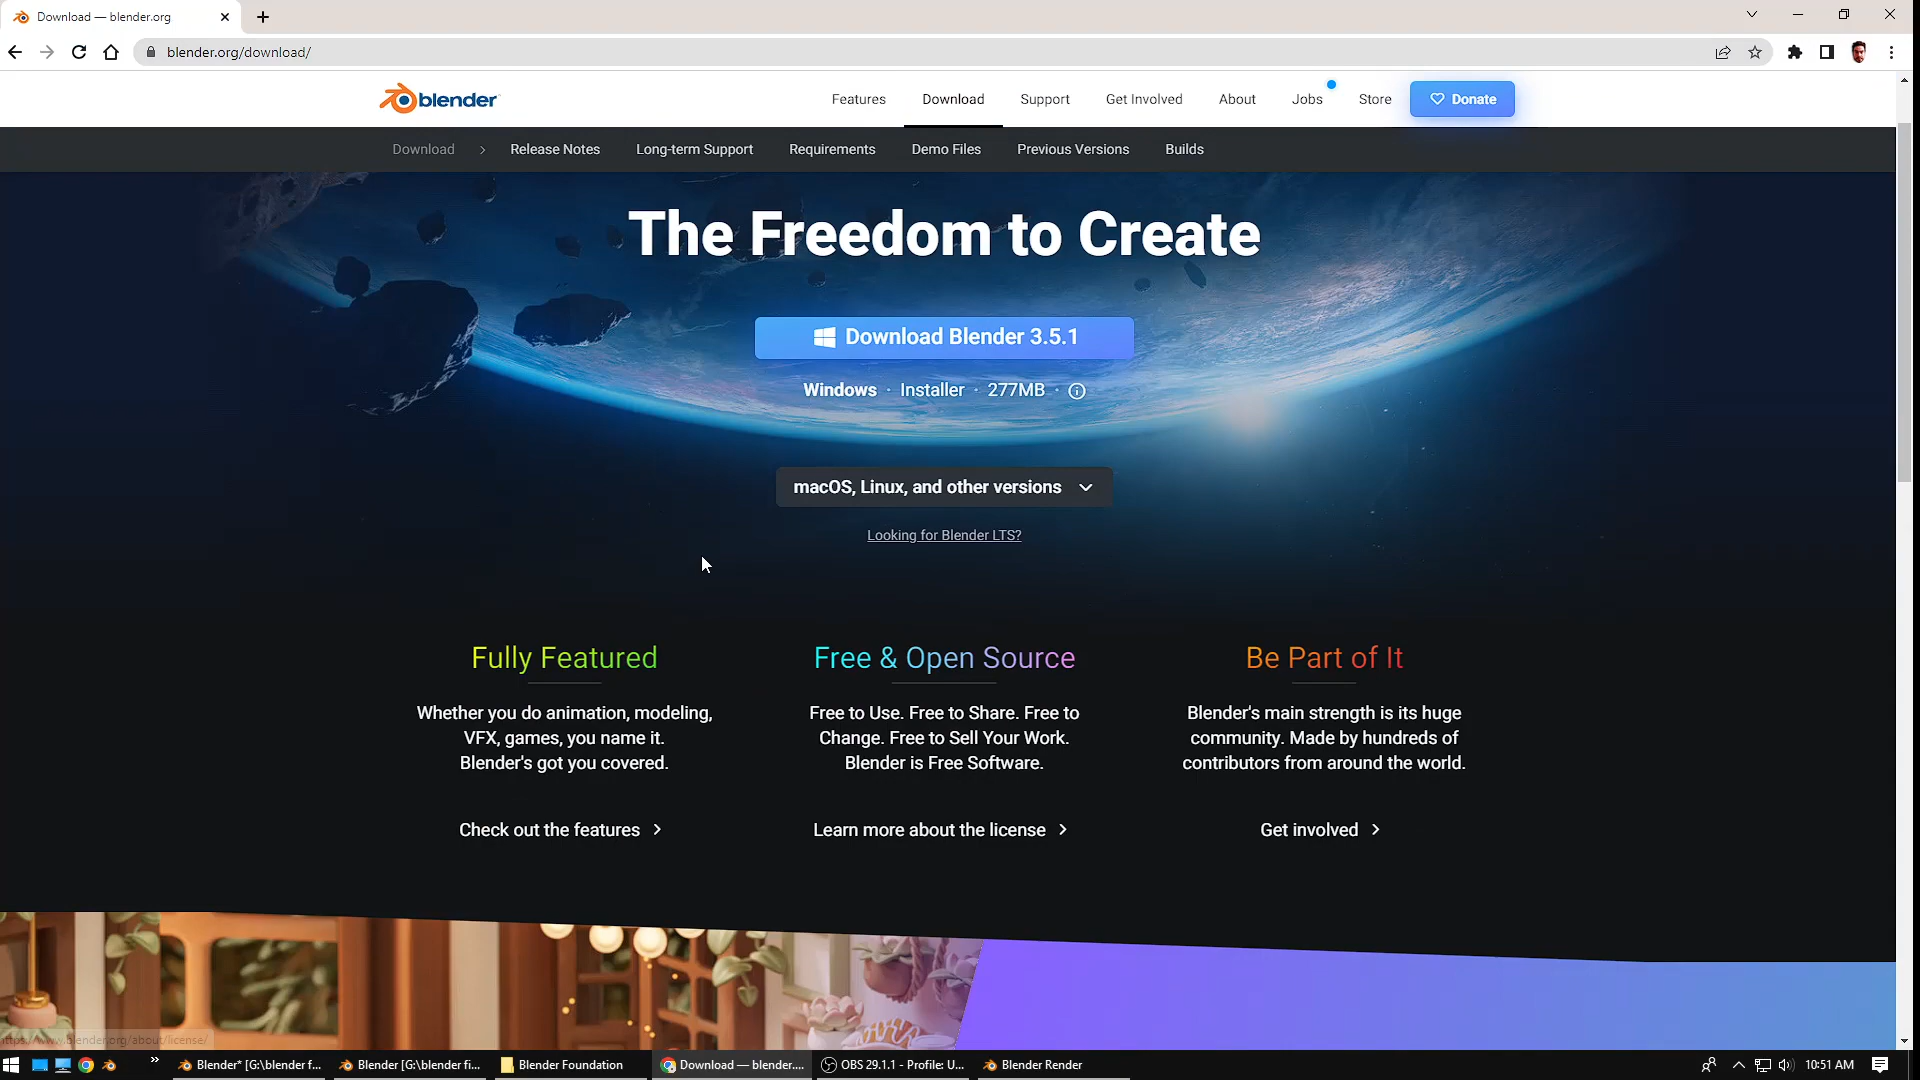 Download — blender.org
blender.org/download/
blender
Features
Download
Support
Get Involved
About
Jobs
Store
Donate
Download
Release Notes
Long-term Support
Requirements
Demo Files
Previous Versions
Builds
The Freedom to Create
Download Blender 3.5.1
Windows · Installer · 277MB ·
macOS, Linux, and other versions
Looking for Blender LTS?
Fully Featured
Whether you do animation, modeling,
VFX, games, you name it.
Blender's got you covered.
Check out the features
Free & Open Source
Free to Use. Free to Share. Free to
Change. Free to Sell Your Work.
Blender is Free Software.
Learn more about the license
Be Part of It
Blender's main strength is its huge
community. Made by hundreds of
contributors from around the world.
Get involved
https://www.blender.org/about/license/
Blender* [G:\blender f...
Blender [G:\blender fi...
Blender Foundation
Download — blender....
OBS 29.1.1 - Profile: U...
Blender Render
10:51 AM